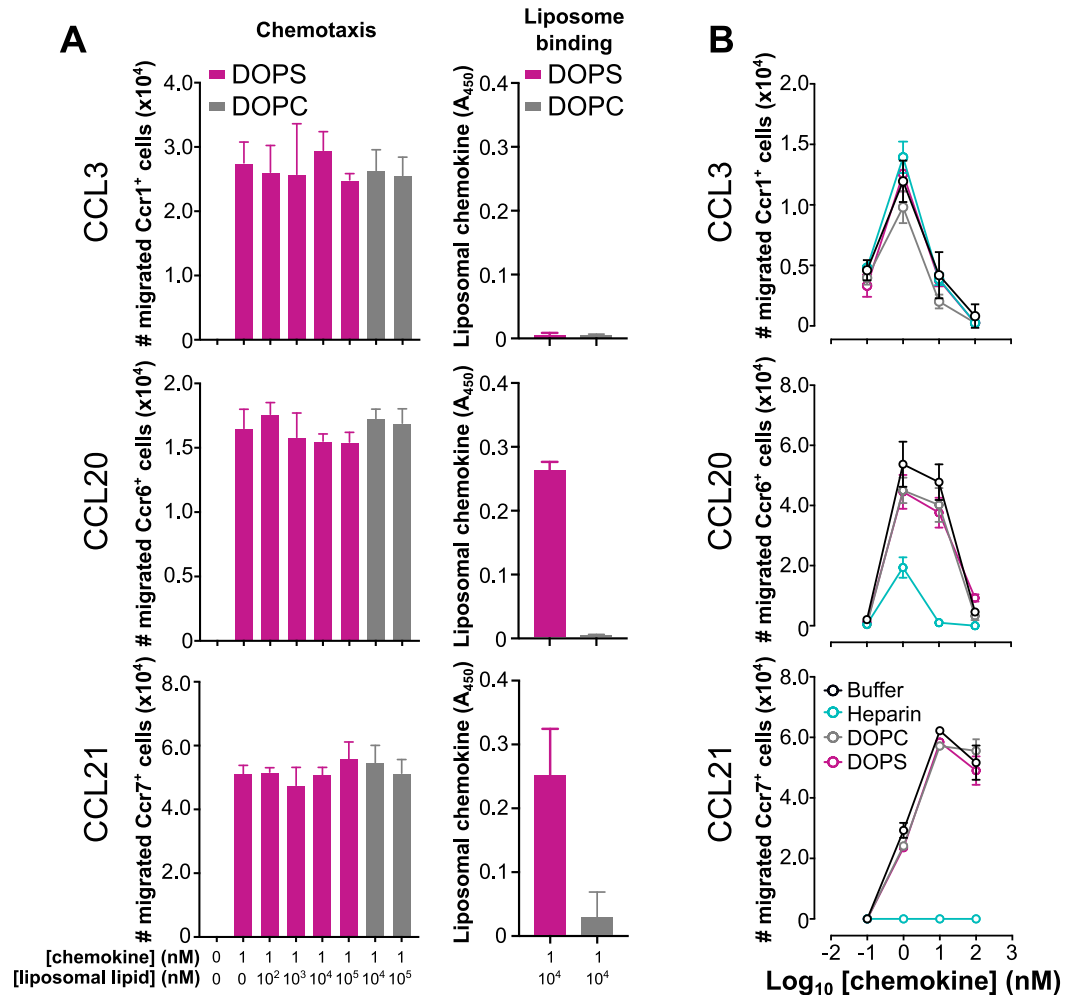 A
Chemotaxis
DOPS
DOPC
CCL3
# migrated Ccr1⁺ cells (x10⁴)
4.0
3.0
2.0
1.0
0
Liposome
binding
DOPS
DOPC
Liposomal chemokine (A₄₅₀)
0.4
0.3
0.2
0.1
0
B
# migrated Ccr1⁺ cells (x10⁴)
2.0
1.5
1.0
0.5
0
CCL20
# migrated Ccr6⁺ cells (x10⁴)
2.0
1.5
1.0
0.5
0
Liposomal chemokine (A₄₅₀)
0.4
0.3
0.2
0.1
0
CCL20
# migrated Ccr6⁺ cells (x10⁴)
8.0
6.0
4.0
2.0
0
CCL21
# migrated Ccr7⁺ cells (x10⁴)
8.0
6.0
4.0
2.0
0
Liposomal chemokine (A₄₅₀)
0.4
0.3
0.2
0.1
0
CCL21
# migrated Ccr7⁺ cells (x10⁴)
8.0
6.0
4.0
2.0
0
Buffer
Heparin
DOPC
DOPS
CCL3
[chemokine] (nM) 0 1 1 1 1 1 1 1 1 1
[liposomal lipid] (nM) 0 0 10² 10³ 10⁴ 10⁵ 10⁴ 10⁵ 10⁴ 10⁴
-2 -1 0 1 2 3
Log₁₀ [chemokine] (nM)